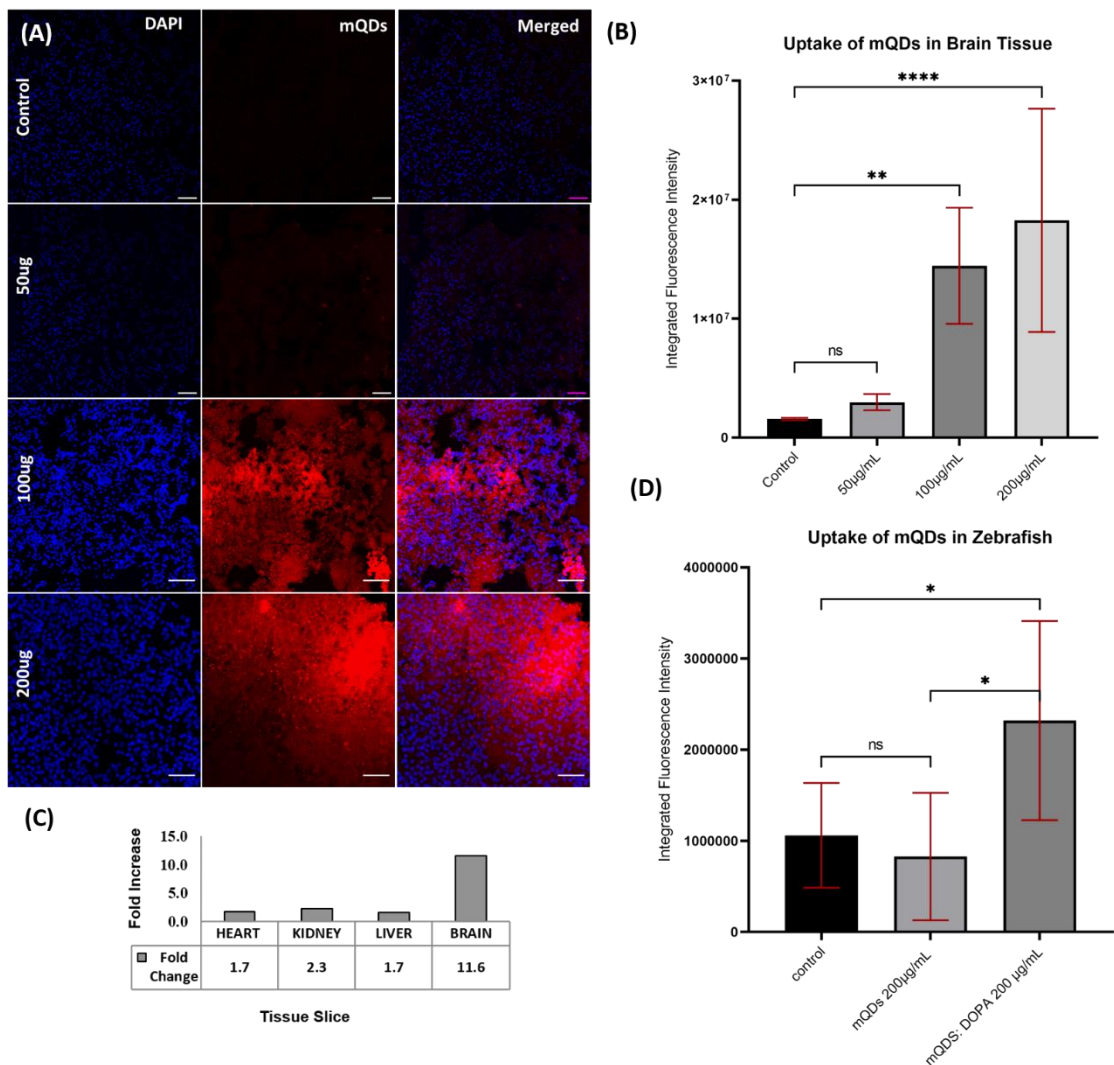 (A)
DAPI mQDs Merged
Control
50ug
100ug
200ug
(B)
Uptake of mQDs in Brain Tissue
Integrated Fluorescence Intensity
3×10⁷
2×10⁷
1×10⁷
0
****
**
ns
Control 50µg/mL 100µg/mL 200µg/mL
(C)
Fold Increase
15.0
10.0
5.0
0.0
HEART KIDNEY LIVER BRAIN
Fold Change 1.7 2.3 1.7 11.6
Tissue Slice
(D)
Uptake of mQDs in Zebrafish
Integrated Fluorescence Intensity
4000000
3000000
2000000
1000000
0
*
*
ns
control mQDs 200µg/mL mQDS: DOPA 200 µg/mL